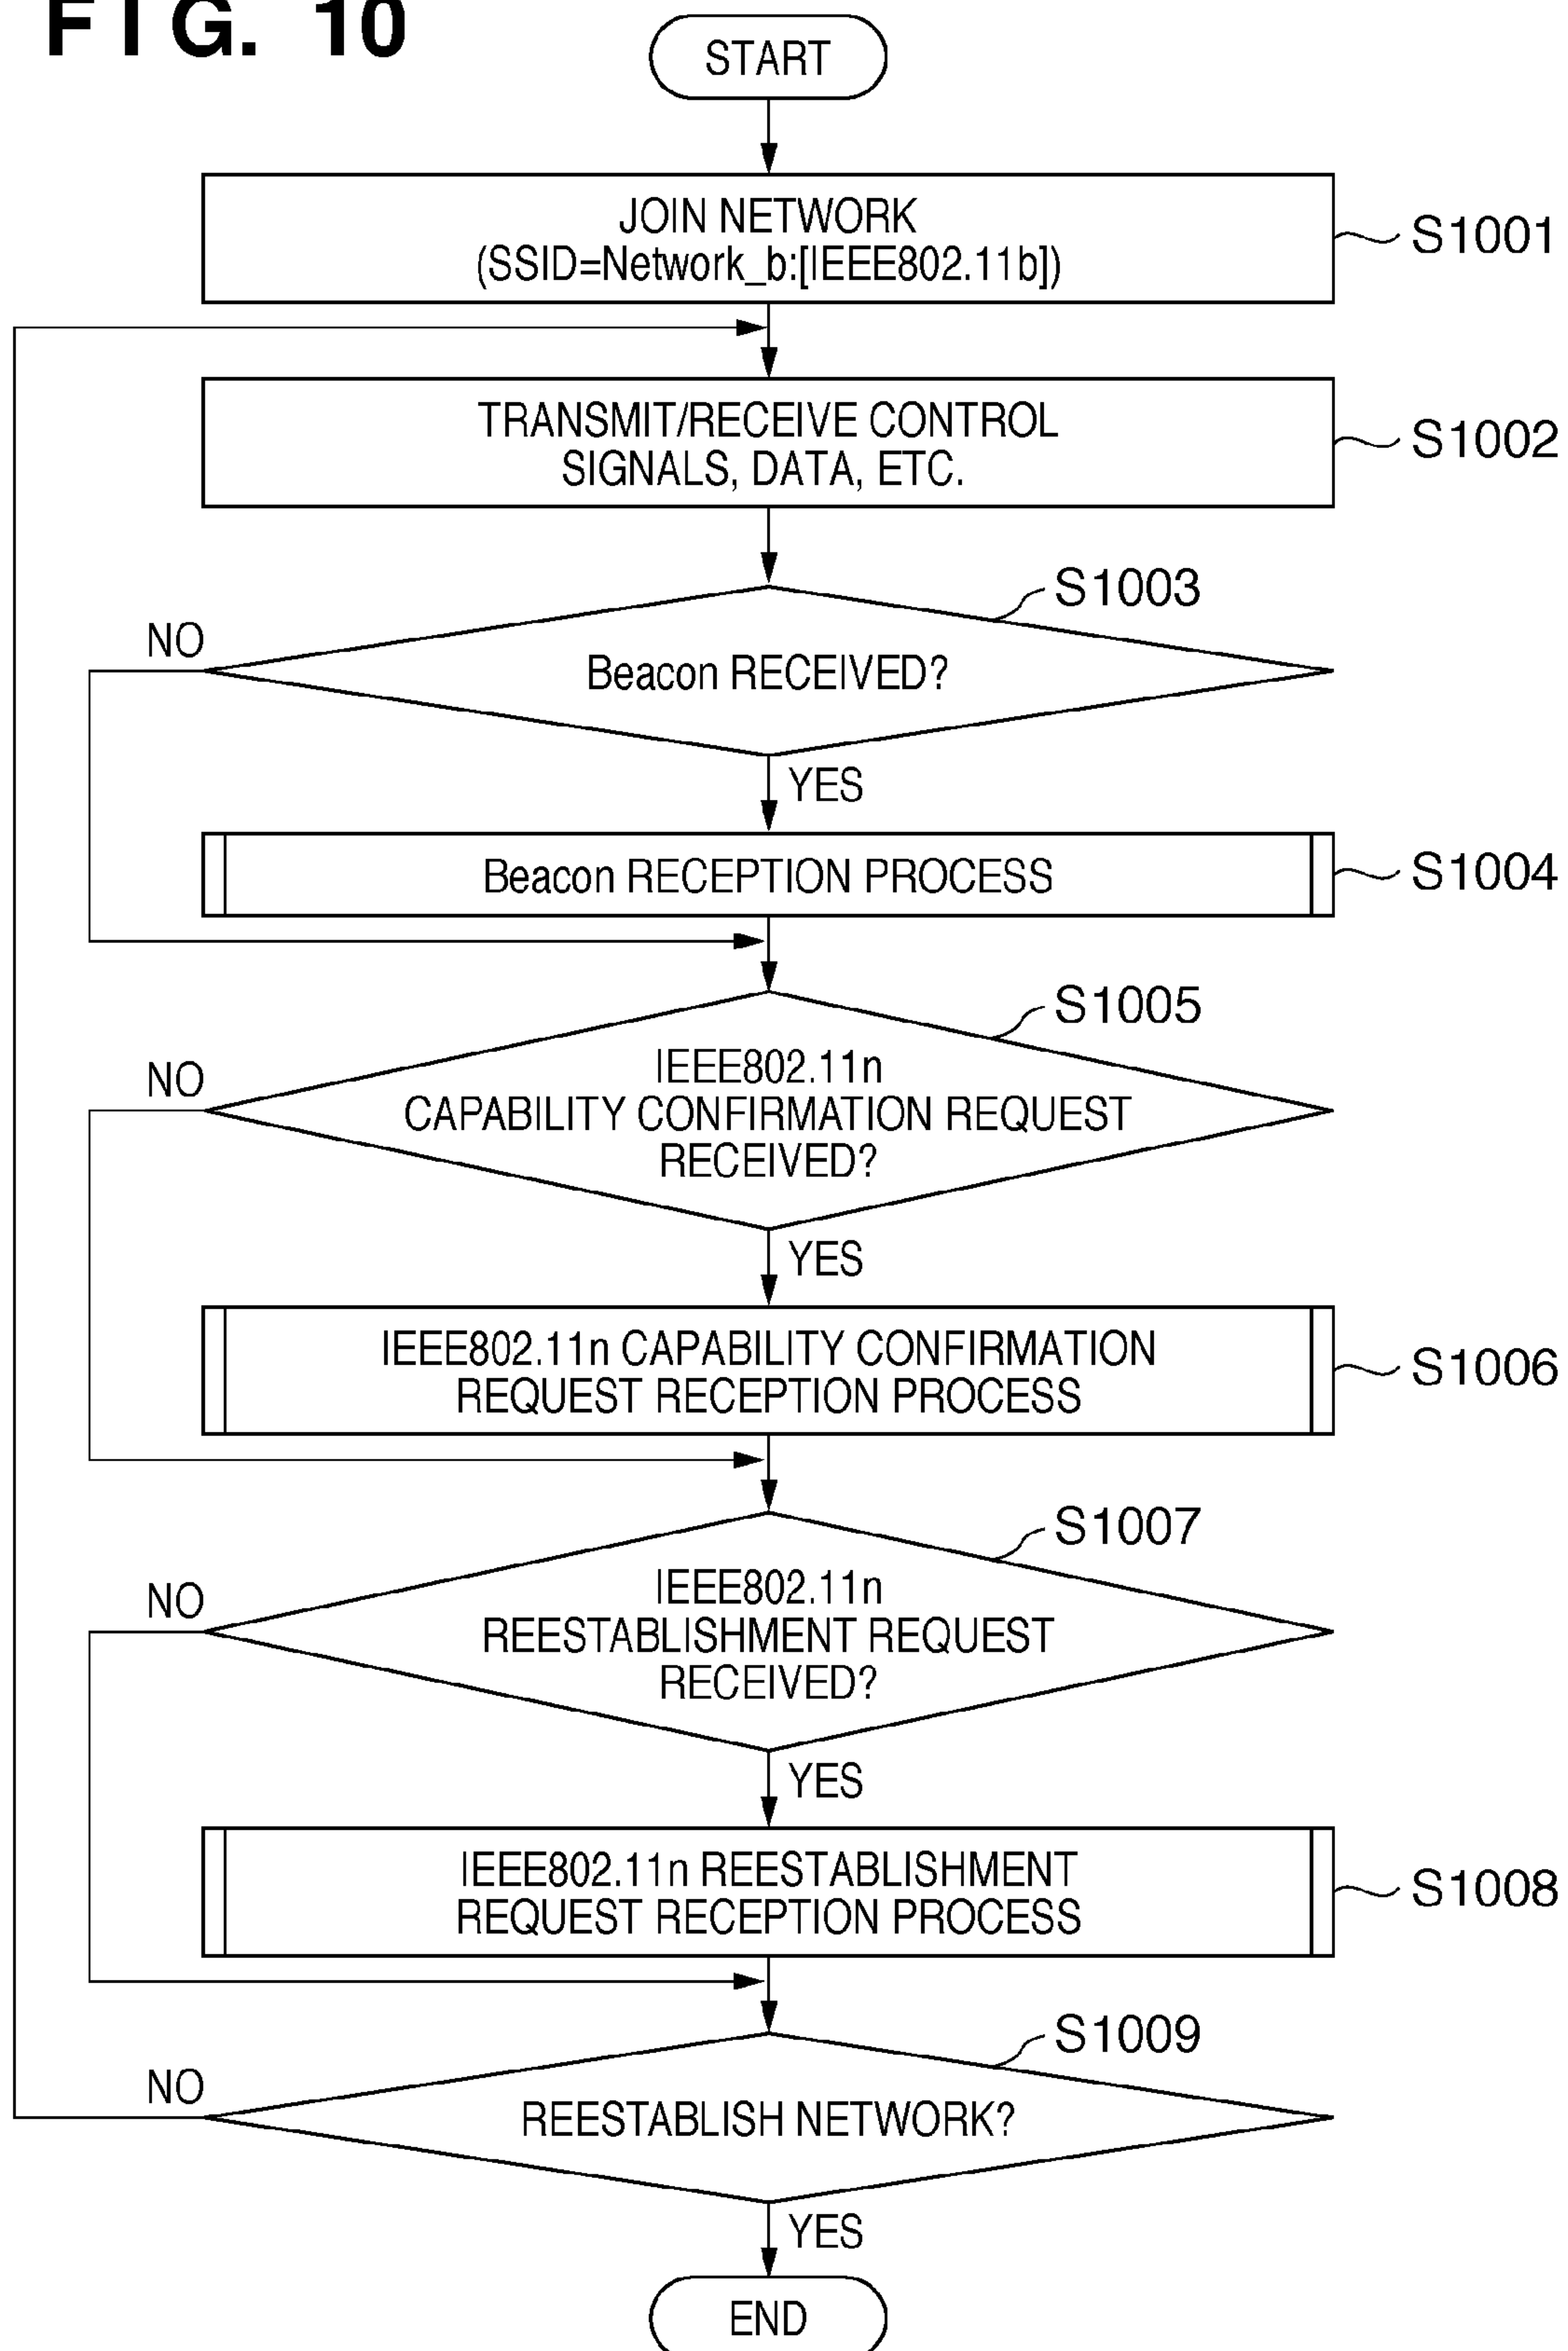 FIG. 10
START
JOIN NETWORK
(SSID=Network_b:[IEEE802.11b])
S1001
TRANSMIT/RECEIVE CONTROL
SIGNALS, DATA, ETC.
S1002
S1003
NO
Beacon RECEIVED?
YES
Beacon RECEPTION PROCESS
S1004
S1005
NO
IEEE802.11n
CAPABILITY CONFIRMATION REQUEST
RECEIVED?
YES
IEEE802.11n CAPABILITY CONFIRMATION
REQUEST RECEPTION PROCESS
S1006
S1007
NO
IEEE802.11n
REESTABLISHMENT REQUEST
RECEIVED?
YES
IEEE802.11n REESTABLISHMENT
REQUEST RECEPTION PROCESS
S1008
S1009
NO
REESTABLISH NETWORK?
YES
END